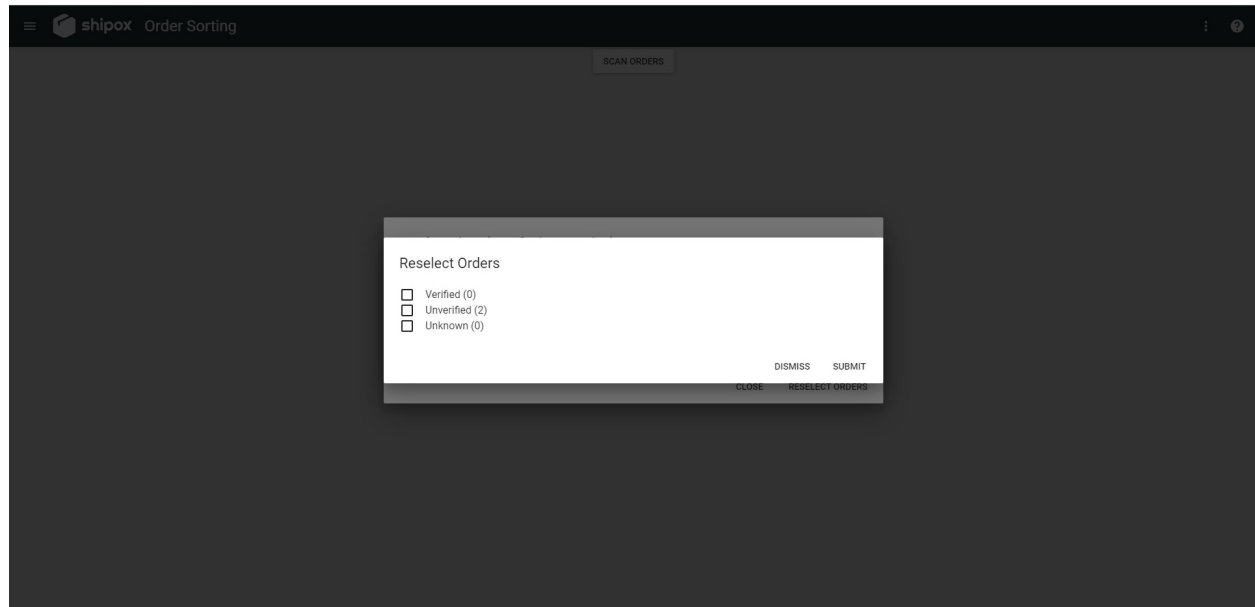 shipox Order Sorting
SCAN ORDERS
Reselect Orders
Verified (0)
Unverified (2)
Unknown (0)
DISMISS SUBMIT
CLOSE RESELECT ORDERS